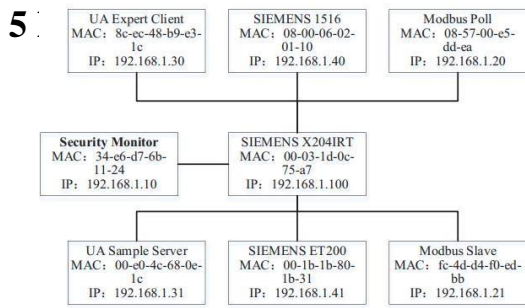 5
UA Expert Client
MAC: 8c-ec-48-b9-e3-
1c
IP: 192.168.1.30
SIEMENS 1516
MAC: 08-00-06-02-
01-10
IP: 192.168.1.40
Modbus Poll
MAC: 08-57-00-e5-
dd-ea
IP: 192.168.1.20
Security Monitor
MAC: 34-e6-d7-6b-
11-24
IP: 192.168.1.10
SIEMENS X204IRT
MAC: 00-03-1d-0c-
75-a7
IP: 192.168.1.100
UA Sample Server
MAC: 00-e0-4c-68-0e-
1c
IP: 192.168.1.31
SIEMENS ET200
MAC: 00-1b-1b-80-
1b-31
IP: 192.168.1.41
Modbus Slave
MAC: fc-4d-d4-f0-ed-
bb
IP: 192.168.1.21